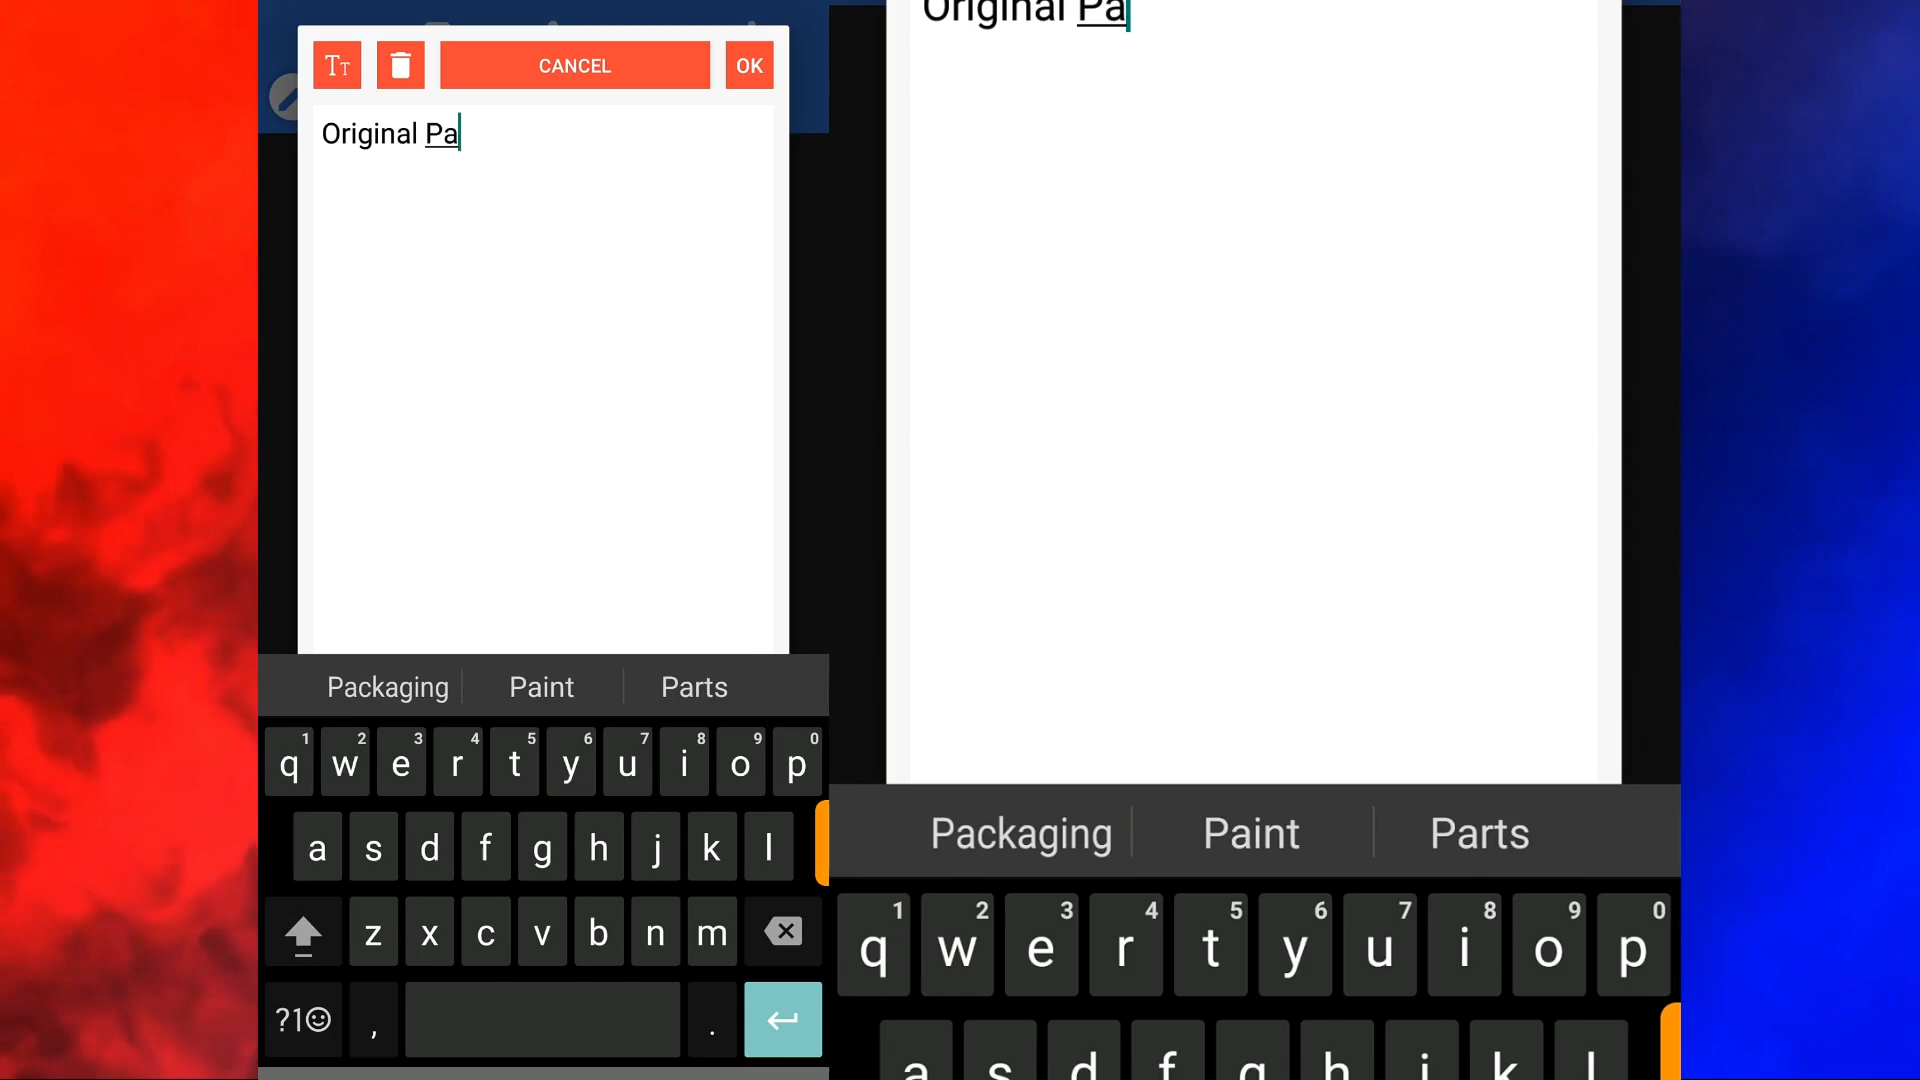 TT CANCEL OK
Original Pa
Packaging Paint Parts
1 2 3 4 5 6 7 8 9 0
q w e r t y u i o p
a s d f g h j k l
z x c v b n m
?1☺ , .
Original Pa
Packaging Paint Parts
1 2 3 4 5 6 7 8 9 0
q w e r t y u i o p
a s d f g h j k l